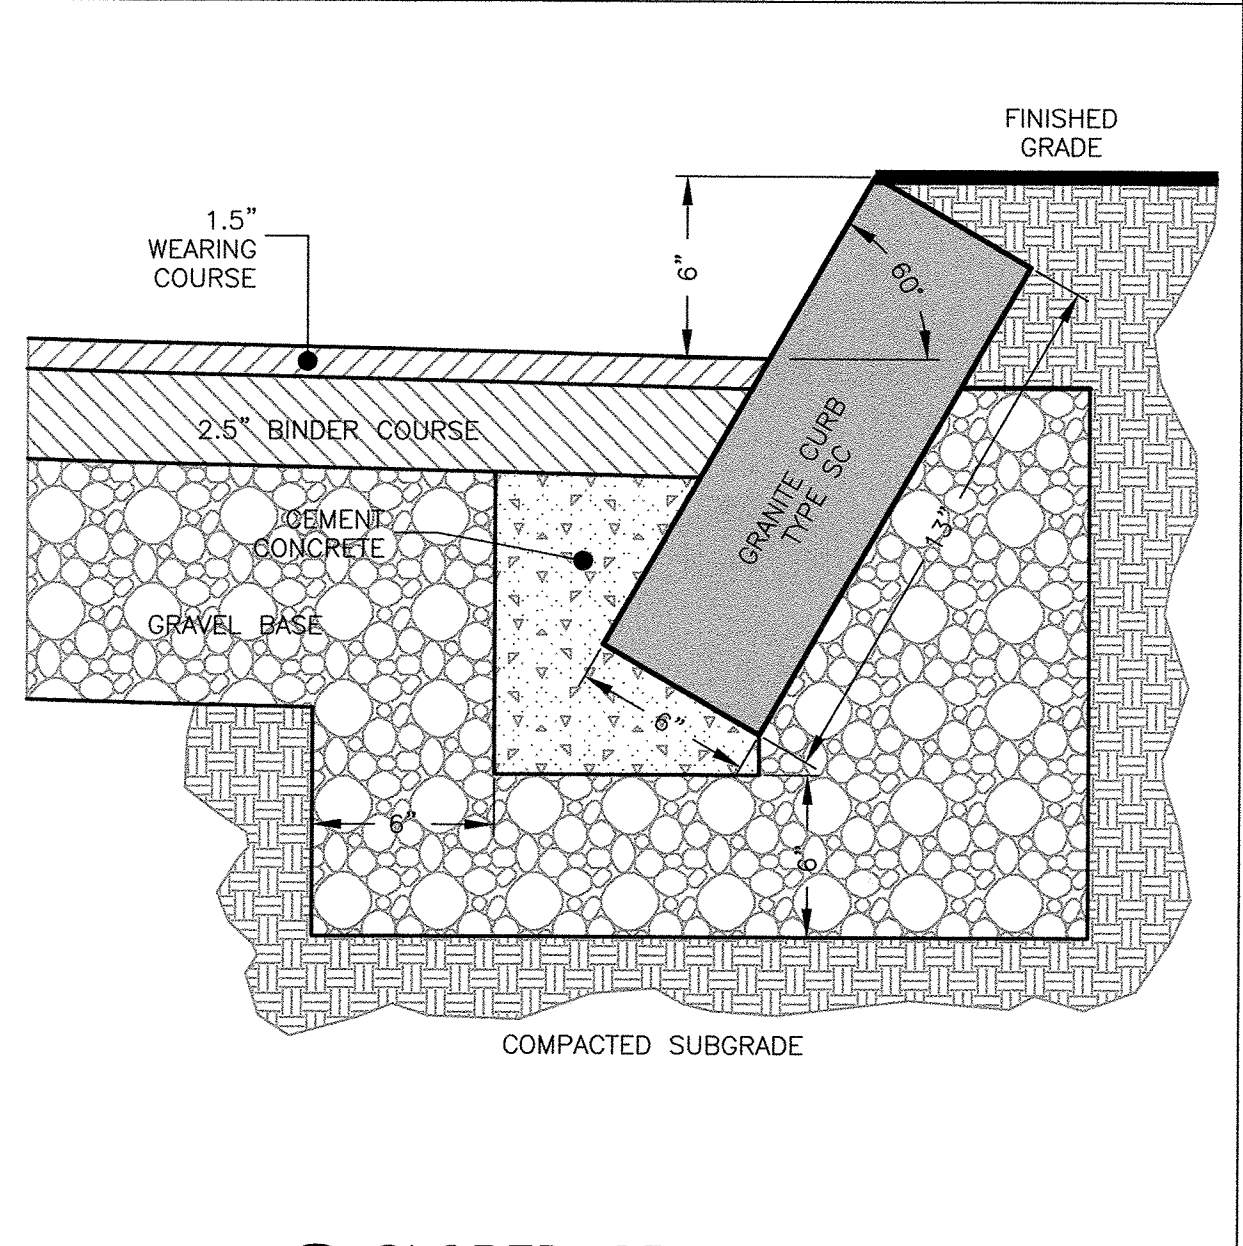 FINISHED
GRADE
1.5"
WEARING
COURSE
6"
60°
2.5" BINDER COURSE
GRANITE CURB
TYPE SC
13"
CEMENT
CONCRETE
GRAVEL BASE
6"
6"
6"
COMPACTED SUBGRADE